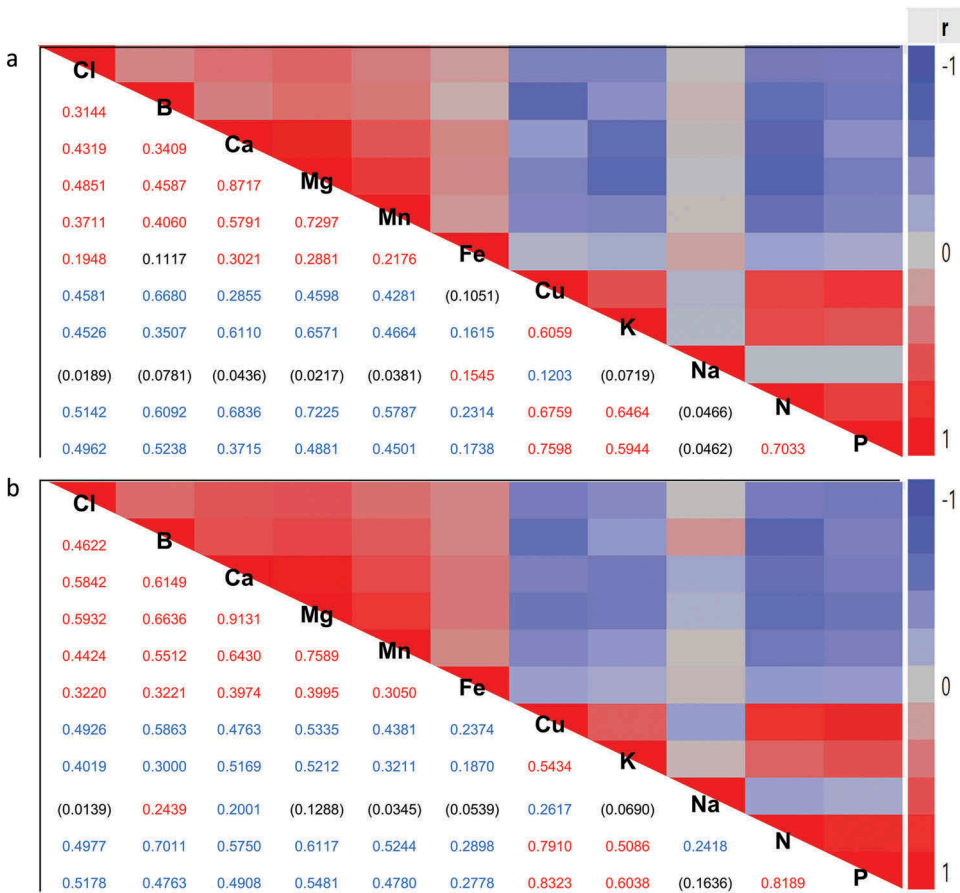 r
a
-1
Cl
0.3144 B
0.4319 0.3409 Ca
0.4851 0.4587 0.8717 Mg
0.3711 0.4060 0.5791 0.7297 Mn
0.1948 0.1117 0.3021 0.2881 0.2176 Fe
0
0.4581 0.6680 0.2855 0.4598 0.4281 (0.1051) Cu
0.4526 0.3507 0.6110 0.6571 0.4664 0.1615 0.6059 K
(0.0189) (0.0781) (0.0436) (0.0217) (0.0381) 0.1545 0.1203 (0.0719) Na
0.5142 0.6092 0.6836 0.7225 0.5787 0.2314 0.6759 0.6464 (0.0466) N
0.4962 0.5238 0.3715 0.4881 0.4501 0.1738 0.7598 0.5944 (0.0462) 0.7033 P
1
b
-1
Cl
0.4622 B
0.5842 0.6149 Ca
0.5932 0.6636 0.9131 Mg
0.4424 0.5512 0.6430 0.7589 Mn
0.3220 0.3221 0.3974 0.3995 0.3050 Fe
0
0.4926 0.5863 0.4763 0.5335 0.4381 0.2374 Cu
0.4019 0.3000 0.5169 0.5212 0.3211 0.1870 0.5434 K
(0.0139) 0.2439 0.2001 (0.1288) (0.0345) (0.0539) 0.2617 (0.0690) Na
0.4977 0.7011 0.5750 0.6117 0.5244 0.2898 0.7910 0.5086 0.2418 N
0.5178 0.4763 0.4908 0.5481 0.4780 0.2778 0.8323 0.6038 (0.1636) 0.8189 P
1